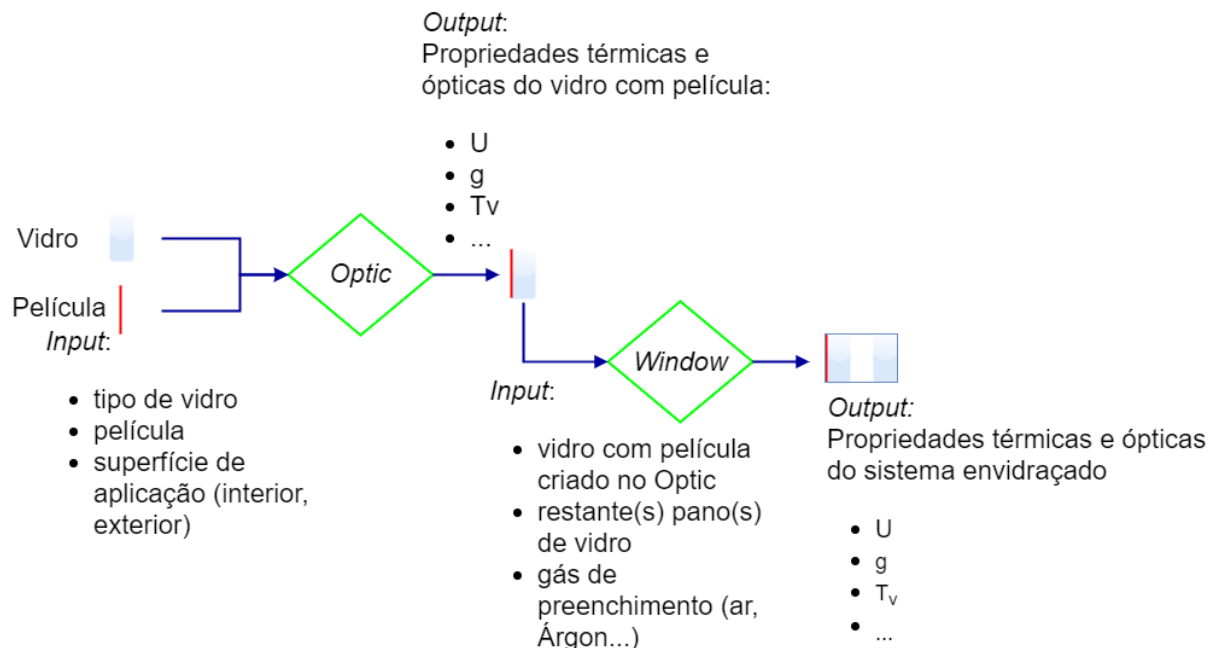 Output:
Propriedades térmicas e
ópticas do vidro com película:
• U
• g
• Tv
• ...
Vidro
Película
Optic
Input:
• tipo de vidro
• película
• superfície de
aplicação (interior,
exterior)
Window
Input:
• vidro com película
criado no Optic
• restante(s) pano(s)
de vidro
• gás de
preenchimento (ar,
Árgon...)
Output:
Propriedades térmicas e ópticas
do sistema envidraçado
• U
• g
• Tv
• ...